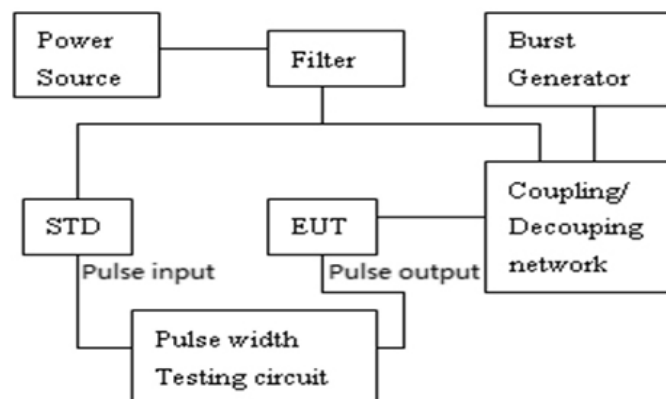 Power
Source
Filter
Burst
Generator
STD
EUT
Coupling/
Decouping
network
Pulse input
Pulse output
Pulse width
Testing circuit